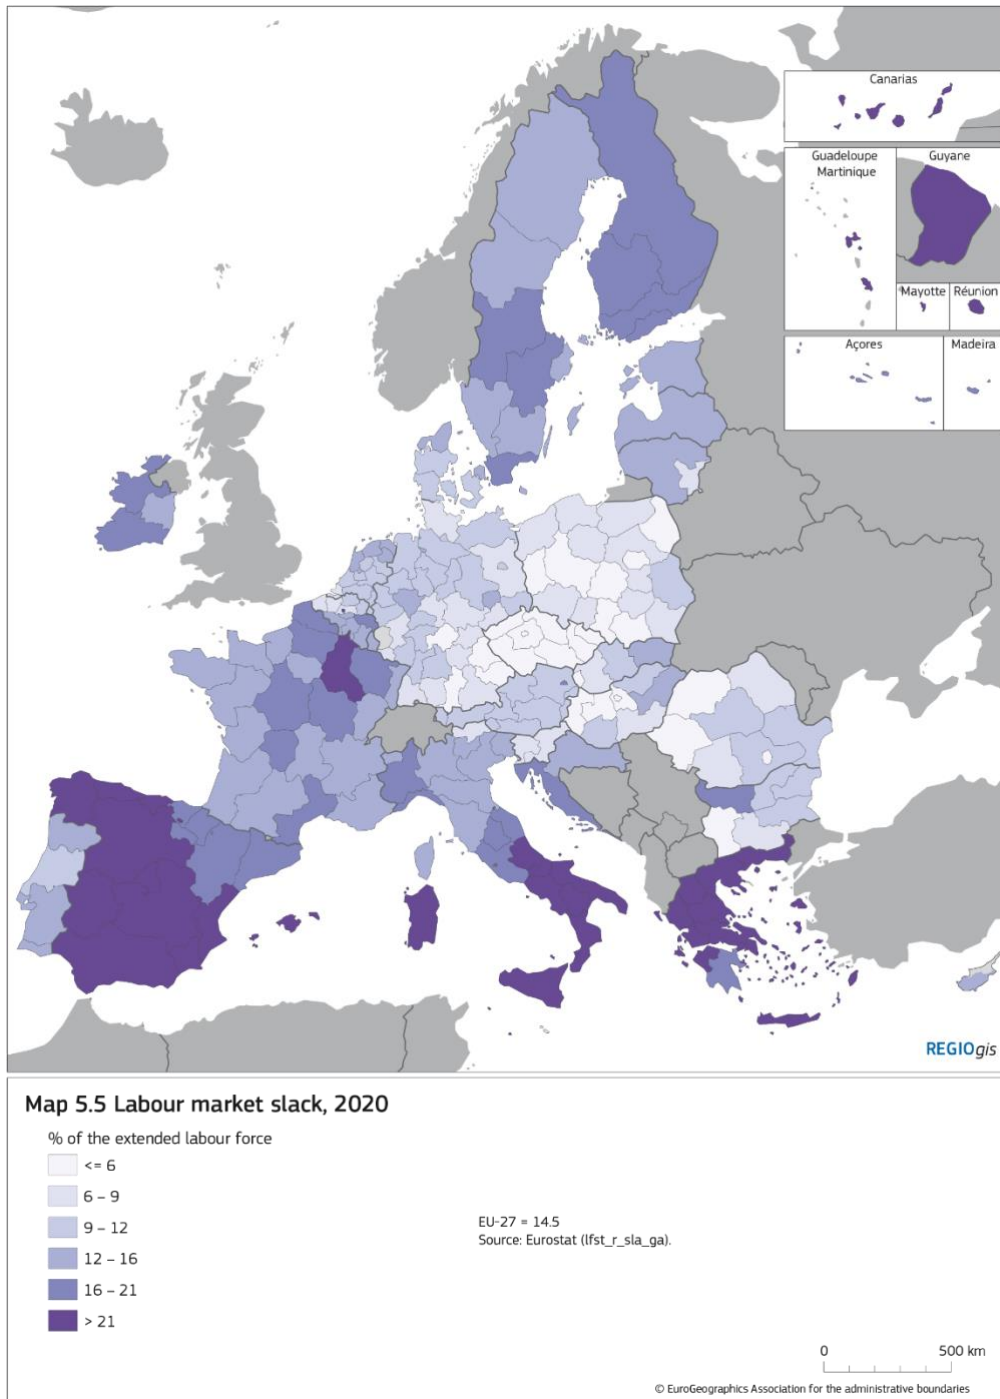 Canarias
Guadeloupe
Martinique
Guyane
Mayotte
Réunion
Açores
Madeira
REGIOgis
Map 5.5 Labour market slack, 2020
% of the extended labour force
<= 6
6 – 9
9 – 12
12 – 16
16 – 21
> 21
EU-27 = 14.5
Source: Eurostat (lfst_r_sla_ga).
0 500 km
© EuroGeographics Association for the administrative boundaries